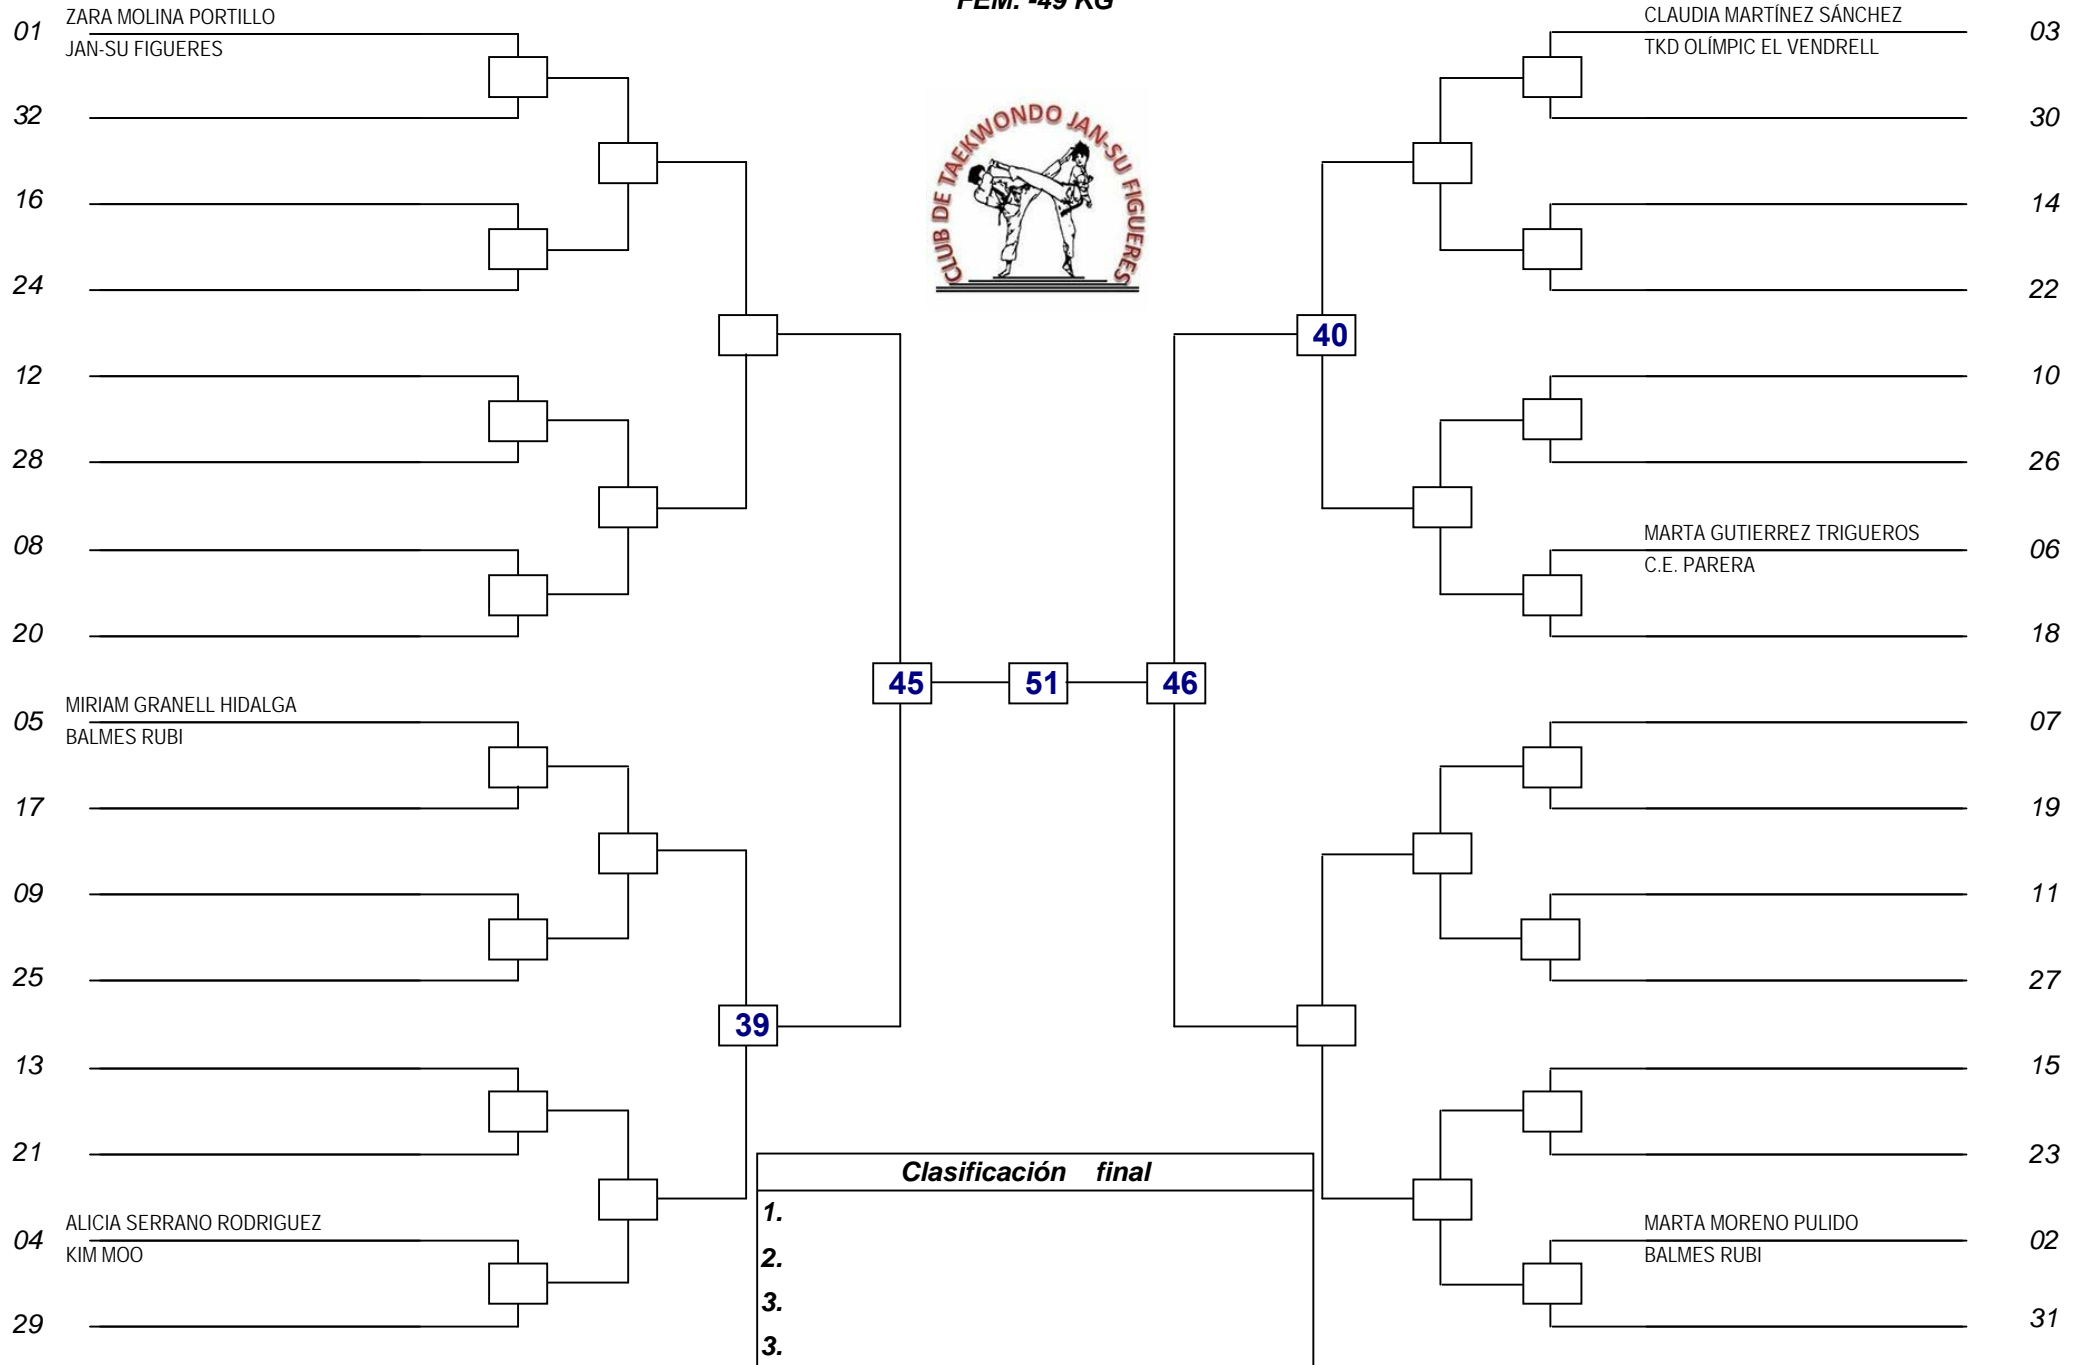 FEM. -49 KG
01 ZARA MOLINA PORTILLO
JAN-SU FIGUERES
32
16
24
12
28
08
20
05 MIRIAM GRANELL HIDALGA
BALMES RUBI
17
09
25
13
21
04 ALICIA SERRANO RODRIGUEZ
KIM MOO
29
CLUB DE TAEKWONDO JAN-SU FIGUERES
39
45
51
46
40
CLAUDIA MARTÍNEZ SÁNCHEZ 03
TKD OLÍMPIC EL VENDRELL
30
14
22
10
26
MARTA GUTIERREZ TRIGUEROS 06
C.E. PARERA
18
07
19
11
27
15
23
MARTA MORENO PULIDO 02
BALMES RUBI
31
Clasificación final
1.
2.
3.
3.